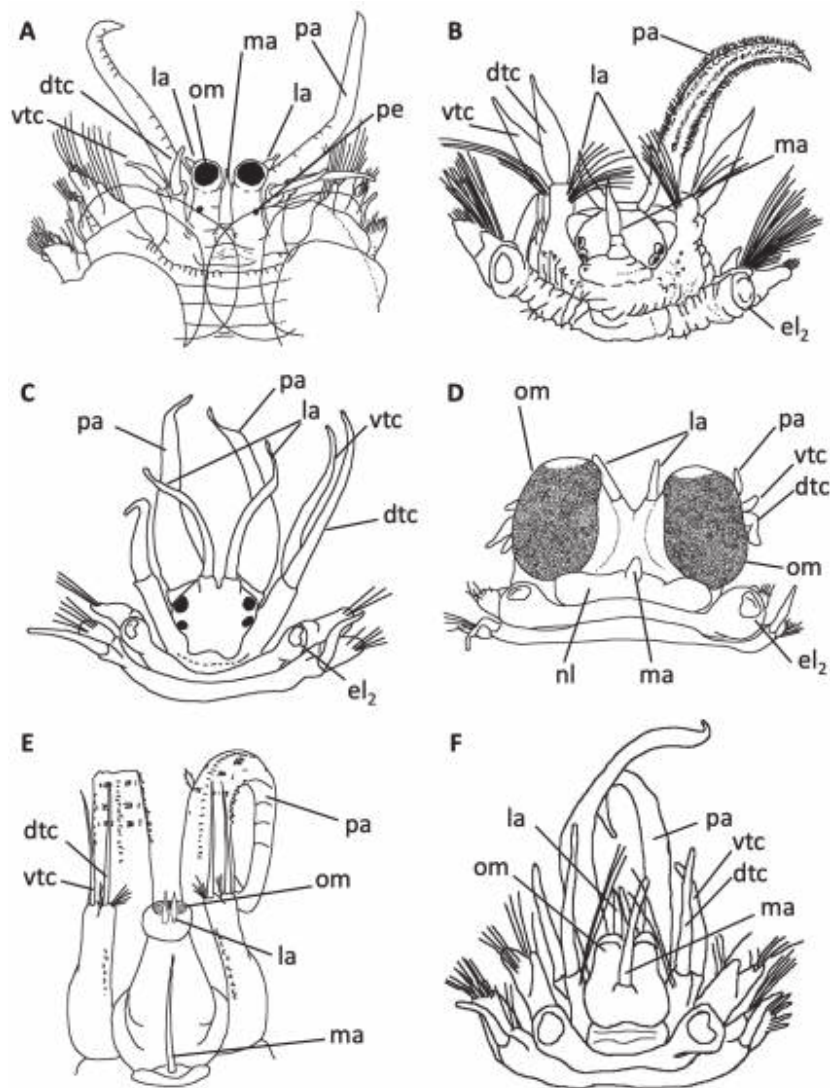 A
dtc
la
om
ma
la
pa
vtc
pe
B
pa
dtc
la
vtc
ma
el₂
C
pa
pa
la
vtc
dtc
el₂
D
om
la
pa
vtc
dtc
om
nl
ma
el₂
E
dtc
vtc
pa
om
la
ma
F
la
om
pa
vtc
dtc
ma